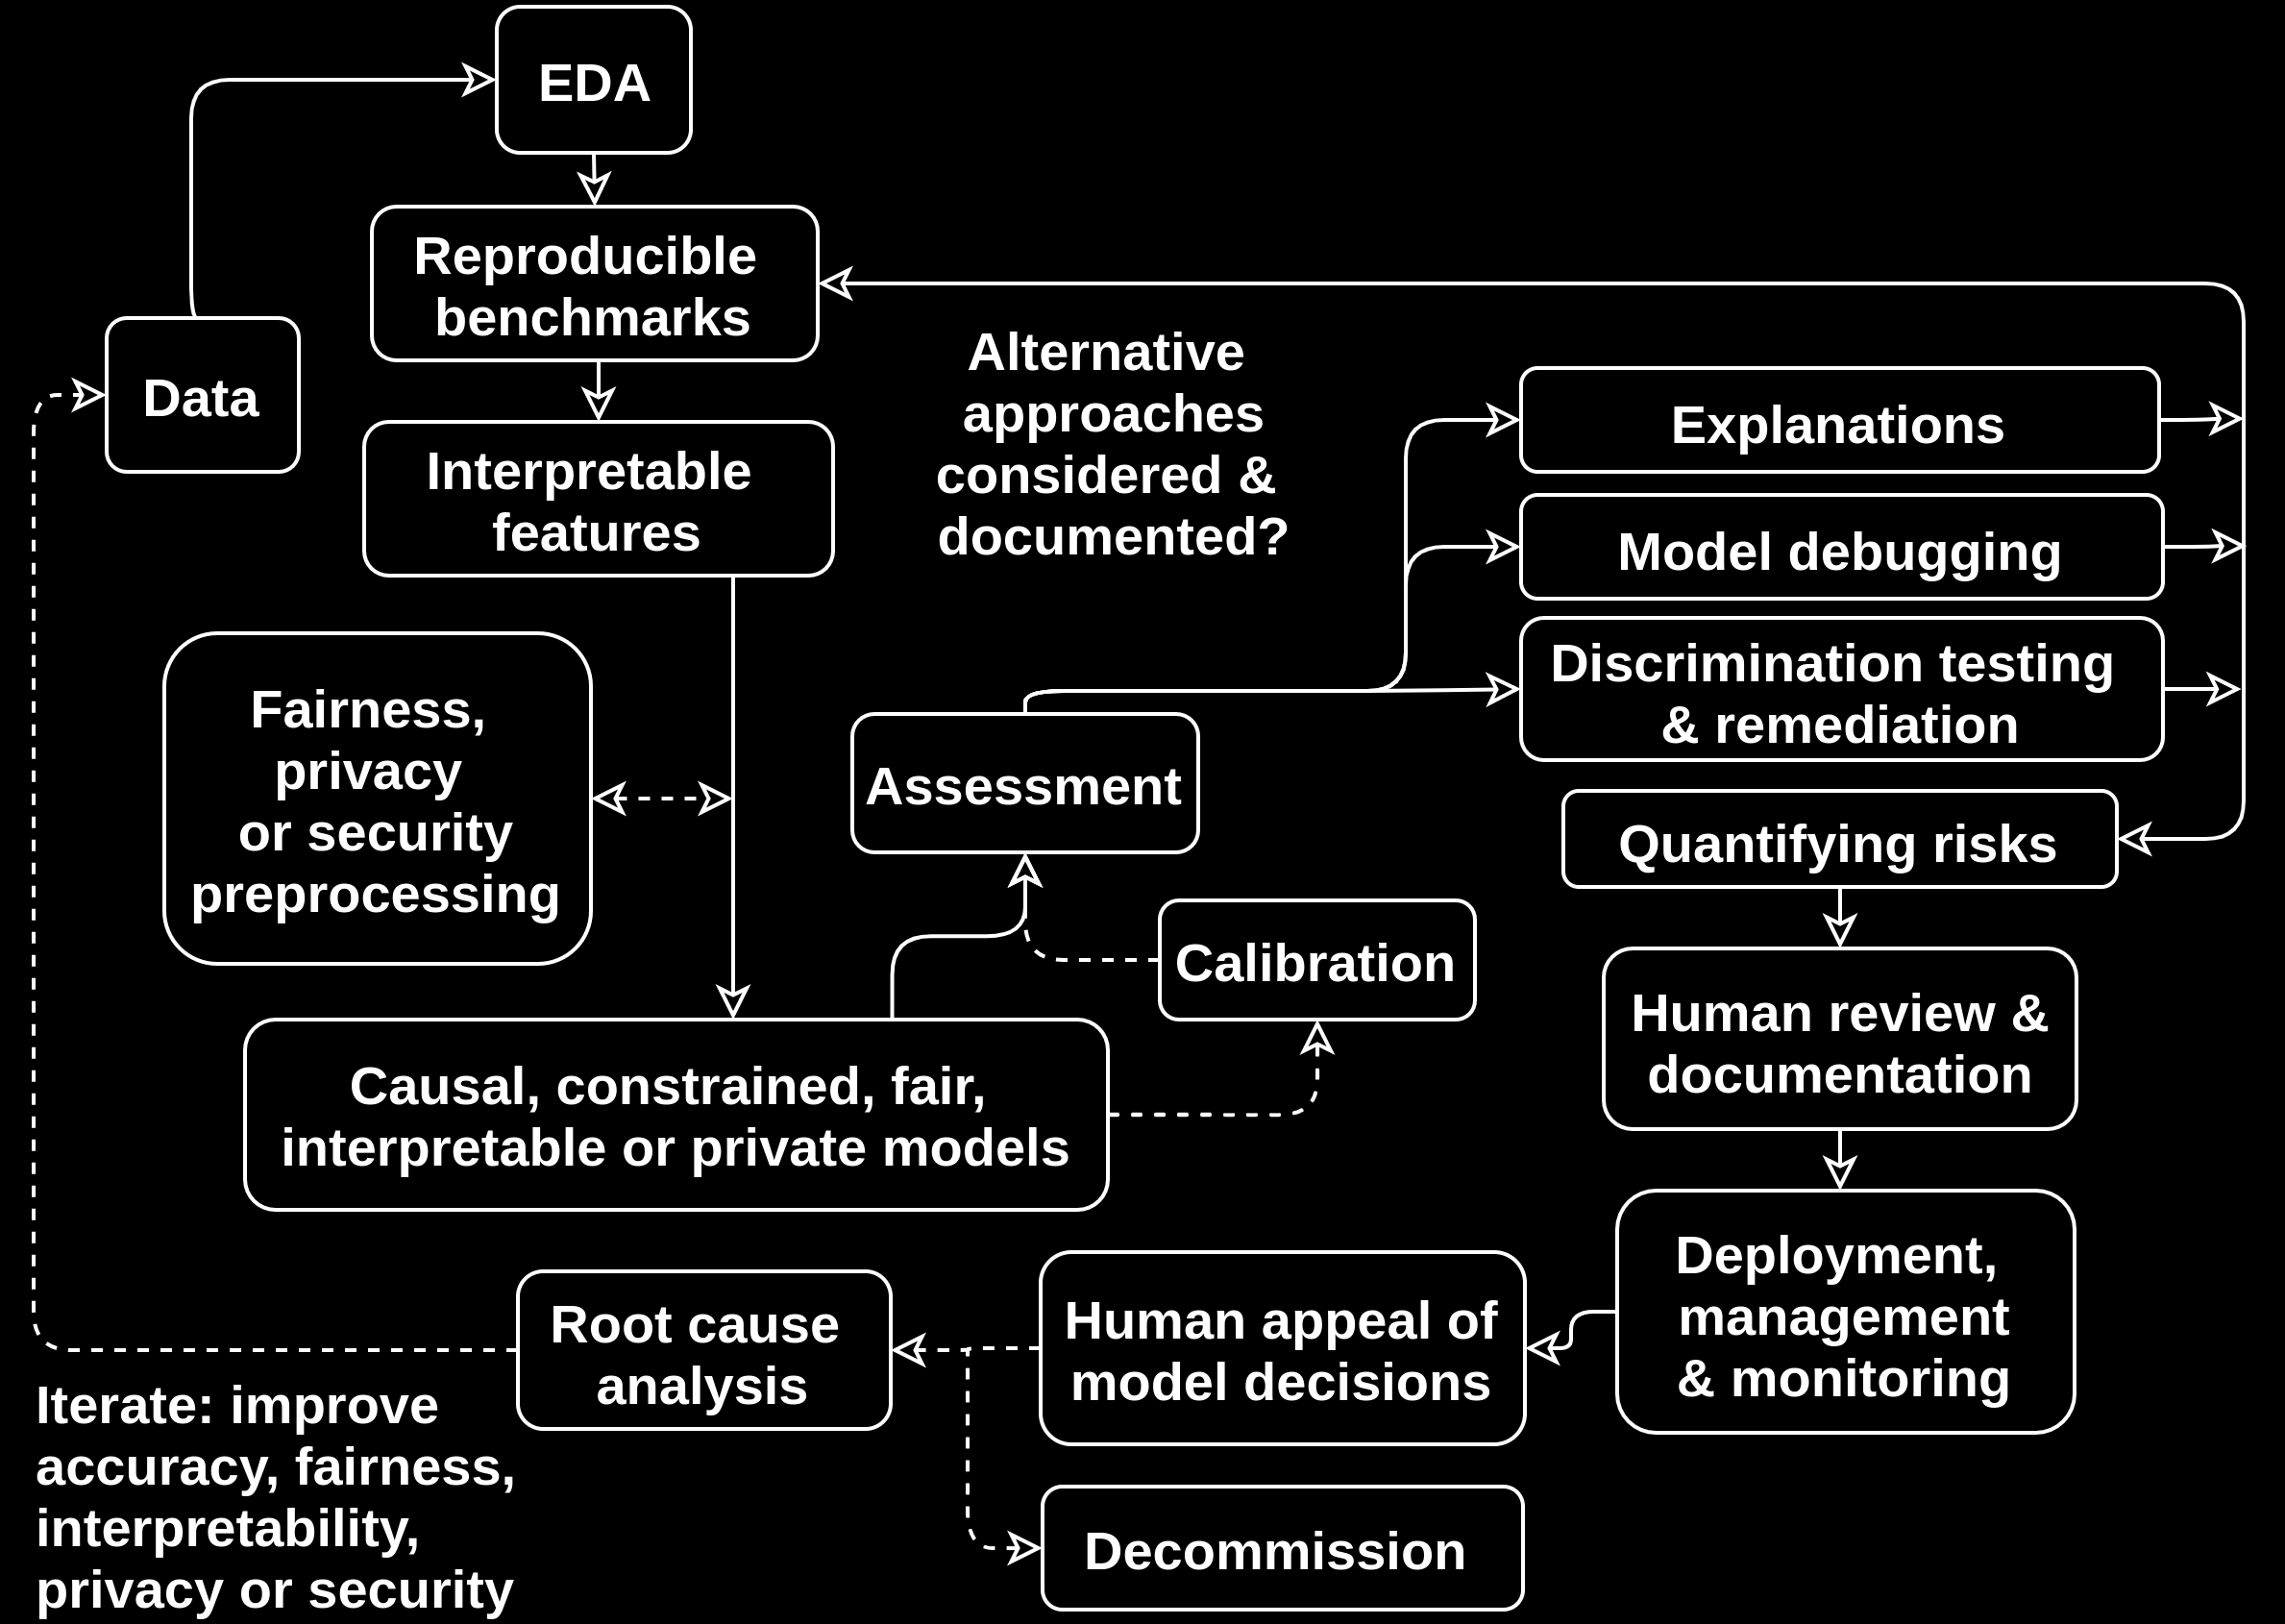 EDA
Reproducible
benchmarks
Data
Interpretable
features
Alternative
approaches
considered &
documented?
Explanations
Model debugging
Discrimination testing
& remediation
Fairness,
privacy
or security
preprocessing
Assessment
Quantifying risks
Calibration
Human review &
documentation
Causal, constrained, fair,
interpretable or private models
Deployment,
management
& monitoring
Human appeal of
model decisions
Root cause
analysis
Decommission
Iterate: improve
accuracy, fairness,
interpretability,
privacy or security